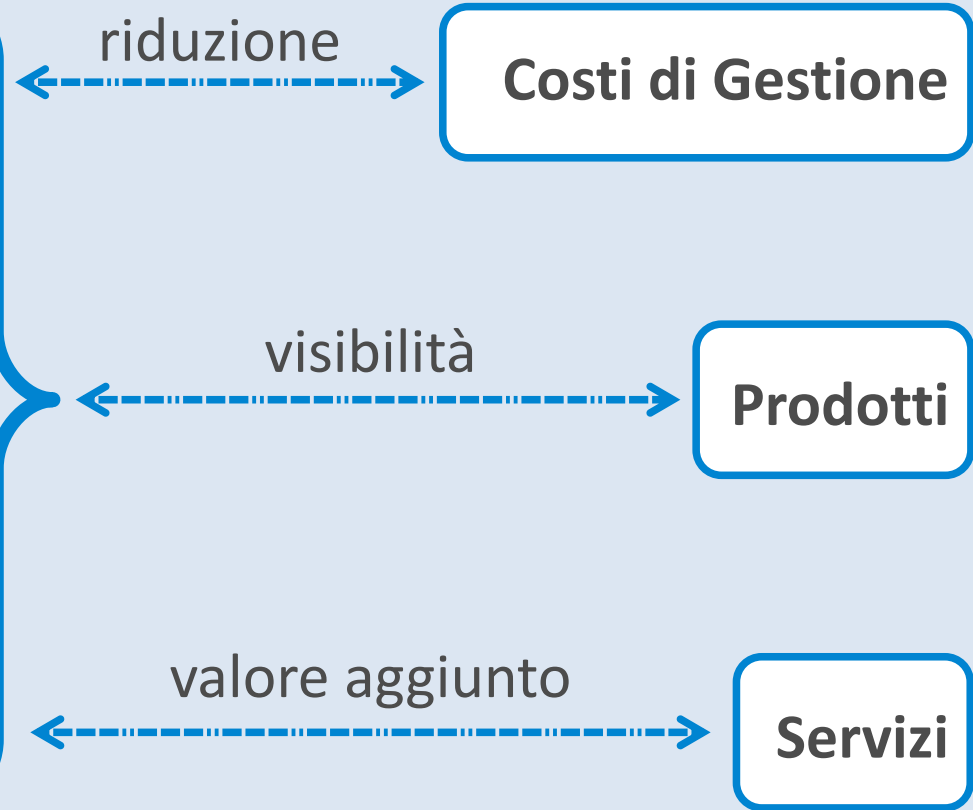 riduzione
Costi di Gestione
visibilità
Prodotti
valore aggiunto
Servizi